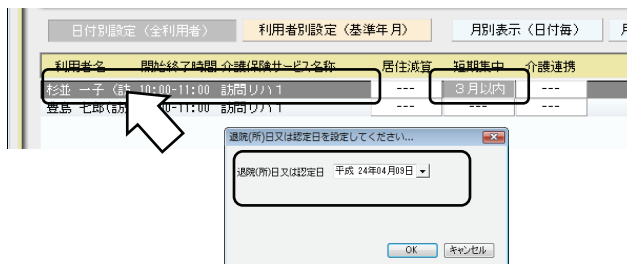 日付別設定（全利用者） 利用者別設定（基準年月） 月別表示（日付毎）
利用者名 開始終了時間 介護保険サービス名称 居住減算 短期集中 介護連携
杉並 一子（訪 10:00-11:00 訪問リハ１ --- ３月以内 ---
豊島 七郎(訪 00-11:00 訪問リハ１ --- --- ---
退院(所)日又は認定日を設定してください...
退院(所)日又は認定日 平成 24年04月09日
OK キャンセル